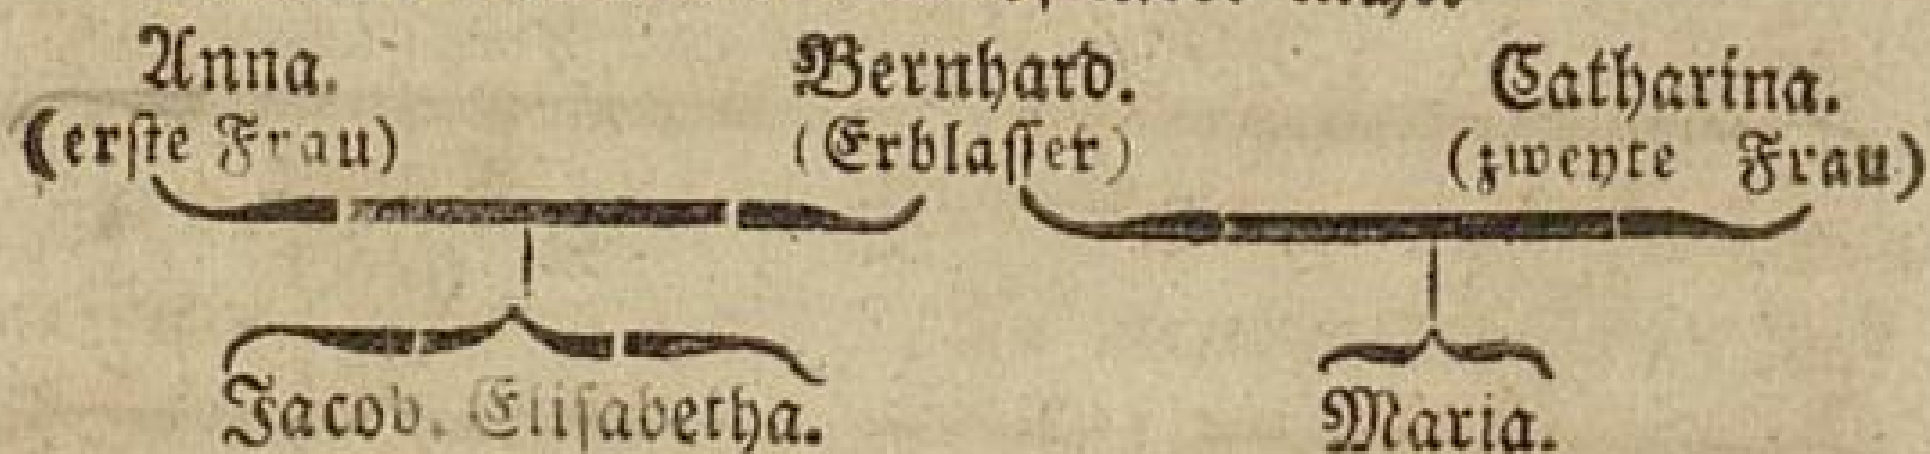 Anna. Bernhard. Catharina.
(erste Frau) (Erblasser) (zweyte Frau)
Jacob. Elisabetha. Maria.